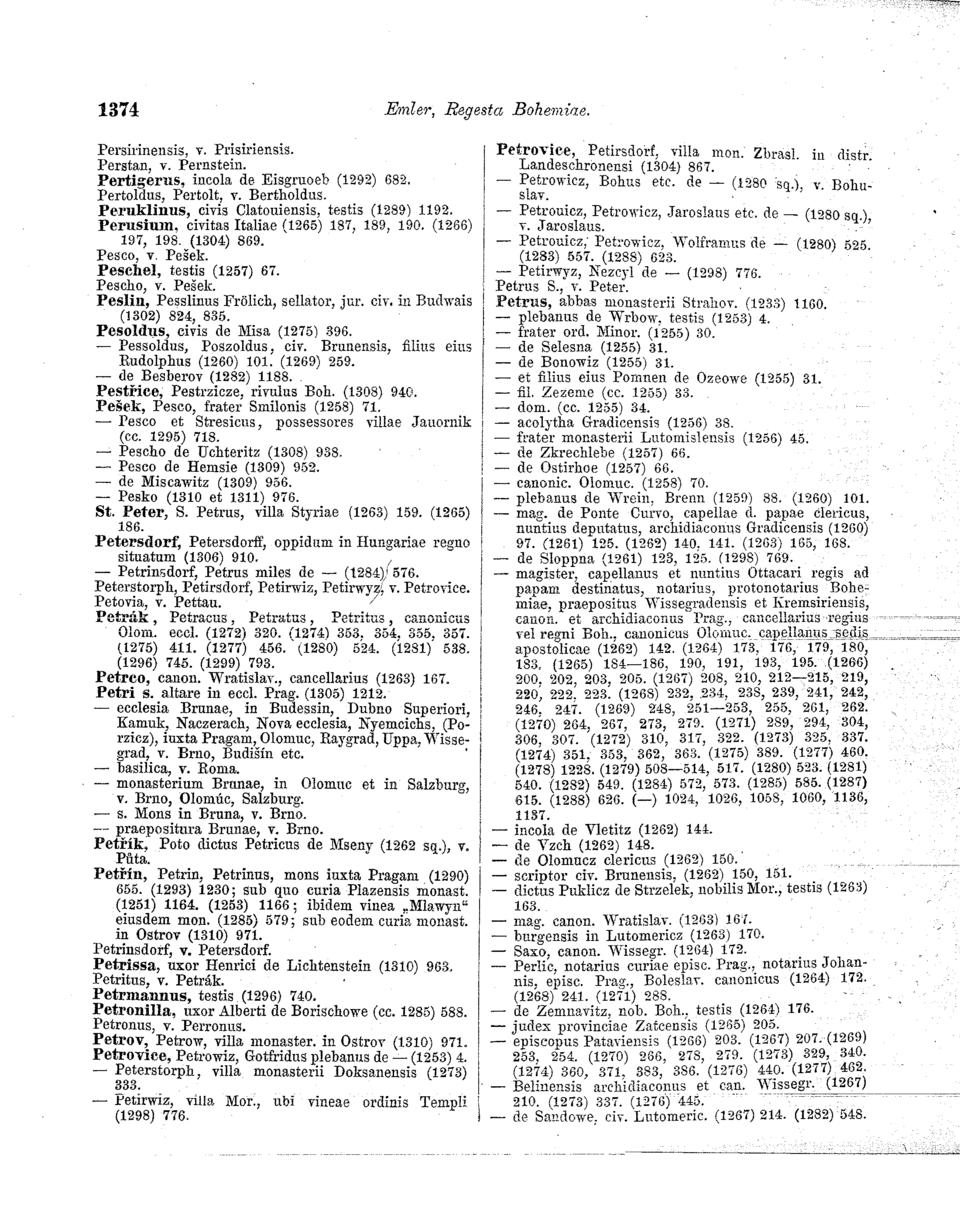 1374
Emler, Regesta Bohemiae.
Persirinensis, v. Prisiriensis.
Perstan, v. Pernstein.
Pertigerus, incola de Eisgruoeb (1292) 682.
Pertoldus, Pertolt, v. Bertholdus.
Peruklinus, civis Clatouiensis, testis (1289) 1192.
Perusium, civitas Italiae (1265) 187, 189, 190. (1266)
197, 198. (1304) 869.
Pesco, v. Pešek.
Peschel, testis (1257) 67.
Pescho, v. Pešek.
Peslin, Pesslinus Frölich, sellator, jur. civ. in Budwais
(1302) 824, 835.
Pesoldus, civis de Misa (1275) 396.
— Pessoldus, Poszoldus, civ. Brunensis, filius eius
Rudolphus (1260) 101. (1269) 259.
— de Besberov (1282) 1188.
Pestřice, Pestrzicze, rivulus Boh. (1308) 940.
Pešek, Pesco, frater Smilonis (1258) 71.
— Pesco et Stresicus, possessores villae Jauornik
(cc. 1295) 718.
— Pescho de Uchteritz (1308) 938.
— Pesco de Hemsie (1309) 952.
— de Miscawitz (1309) 956.
— Pesko (1310 et 1311) 976.
St. Peter, S. Petrus, villa Styriae (1263) 159. (1265)
186.
Petersdorf, Petersdorff, oppidum in Hungariae regno
situatum (1306) 910.
— Petrinsdorf, Petrus miles de — (1284) 576.
Peterstorph, Petirsdorf, Petirwiz, Petirwyz, v. Petrovice.
Petovia, v. Pettau.
Petrák, Petracus, Petratus, Petritus, canonicus
Olom. eccl. (1272) 320. (1274) 353, 354, 355, 357.
(1275) 411. (1277) 456. (1280) 524. (1281) 538.
(1296) 745. (1299) 793.
Petrco, canon. Wratislav., cancellarius (1263) 167.
Petri s. altare in eccl. Prag. (1305) 1212.
— ecclesia Brunae, in Budessin, Dubno Superiori,
Kamuk, Naczerach, Nova ecclesia, Nyemcichs, (Po-
rzicz), iuxta Pragam, Olomuc, Raygrad, Uppa, Wisse-
grad, v. Brno, Budišín etc.
— basilica, v. Roma.
— monasterium Brunae, in Olomuc et in Salzburg,
v. Brno, Olomúc, Salzburg.
— s. Mons in Bruna, v. Brno.
— praepositura Brunae, v. Brno.
Petřík, Poto dictus Petricus de Mseny (1262 sq.), v.
Půta.
Petřín, Petrin, Petrinus, mons iuxta Pragam (1290)
655. (1293) 1230; sub quo curia Plazensis monast.
(1251) 1164. (1253) 1166; ibidem vinea „Mlawyn“
eiusdem mon. (1285) 579; sub eodem curia monast.
in Ostrov (1310) 971.
Petrinsdorf, v. Petersdorf.
Petrissa, uxor Henrici de Lichtenstein (1310) 963.
Petritus, v. Petrák.
Petrmannus, testis (1296) 740.
Petronilla, uxor Alberti de Borischowe (cc. 1285) 588.
Petronus, v. Perronus.
Petrov, Petrow, villa monaster. in Ostrov (1310) 971.
Petrovice, Petrowiz, Gotfridus plebanus de — (1253) 4.
— Peterstorph, villa monasterii Doksanensis (1273)
333.
— Petirwiz, villa Mor., ubi vineae ordinis Templi
(1298) 776.
Petrovice, Petirsdorf, villa mon. Zbrasl. in distr.
Landeschronensi (1304) 867.
— Petrowicz, Bohus etc. de — (1280 sq.), v. Bohu-
slav.
— Petrouicz, Petrowicz, Jaroslaus etc. de — (1280 sq.),
v. Jaroslaus.
— Petrouicz, Petrowicz, Wolframus de — (1280) 525.
(1283) 557. (1288) 623.
— Petirwyz, Nezcyl de — (1298) 776.
Petrus S., v. Peter.
Petrus, abbas monasterii Strahov. (1233) 1160.
— plebanus de Wrbow, testis (1253) 4.
— frater ord. Minor. (1255) 30.
— de Selesna (1255) 31.
— de Bonowiz (1255) 31.
— et filius eius Pomnen de Ozeowe (1255) 31.
— fil. Zezeme (cc. 1255) 33.
— dom. (cc. 1255) 34.
— acolytha Gradicensis (1256) 38.
— frater monasterii Lutomislensis (1256) 45.
— de Zkrechlebe (1257) 66.
— de Ostirhoe (1257) 66.
— canonic. Olomuc. (1258) 70.
— plebanus de Wrein, Brenn (1259) 88. (1260) 101.
— mag. de Ponte Curvo, capellae d. papae clericus,
nuntius deputatus, archidiaconus Gradicensis (1260)
97. (1261) 125. (1262) 140, 141. (1263) 165, 168.
— de Sloppna (1261) 123, 125. (1298) 769.
— magister, capellanus et nuntius Ottacari regis ad
papam destinatus, notarius, protonotarius Bohe-
miae, praepositus Wissegradensis et Kremsiriensis,
canon. et archidiaconus Prag., cancellarius regius
vel regni Boh., canonicus Olomuc. capellanus sedis
apostolicae (1262) 142. (1264) 173, 176, 179, 180,
183. (1265) 184—186, 190, 191, 193, 195. (1266)
200, 202, 203, 205. (1267) 208, 210, 212—215, 219,
220, 222, 223. (1268) 232, 234, 238, 239, 241, 242,
246, 247. (1269) 248, 251—253, 255, 261, 262.
(1270) 264, 267, 273, 279. (1271) 289, 294, 304,
306, 307. (1272) 310, 317, 322. (1273) 325, 337.
(1274) 351, 353, 362, 363. (1275) 389. (1277) 460.
(1278) 1228. (1279) 508—514, 517. (1280) 523. (1281)
540. (1282) 549. (1284) 572, 573. (1285) 585. (1287)
615. (1288) 626. (—) 1024, 1026, 1058, 1060, 1136,
1137.
— incola de Vletitz (1262) 144.
— de Vzch (1262) 148.
— de Olomucz clericus (1262) 150.
— scriptor civ. Brunensis, (1262) 150, 151.
— dictus Puklicz de Strzelek, nobilis Mor., testis (1263)
163.
— mag. canon. Wratislav. (1263) 167.
— burgensis in Lutomericz (1263) 170.
— Saxo, canon. Wissegr. (1264) 172.
— Perlic, notarius curiae episc. Prag., notarius Johan-
nis, episc. Prag., Boleslav. canonicus (1264) 172.
(1268) 241. (1271) 288.
— de Zemnavitz, nob. Boh., testis (1264) 176.
— judex provinciae Zatcensis (1265) 205.
— episcopus Pataviensis (1266) 203. (1267) 207. (1269)
253, 254. (1270) 266, 278, 279. (1273) 329, 340.
(1274) 360, 371, 383, 386. (1276) 440. (1277) 462.
— Belinensis archidiaconus et can. Wissegr. (1267)
210. (1273) 337. (1276) 445.
— de Sandowe, civ. Lutomeric. (1267) 214. (1282) 548.